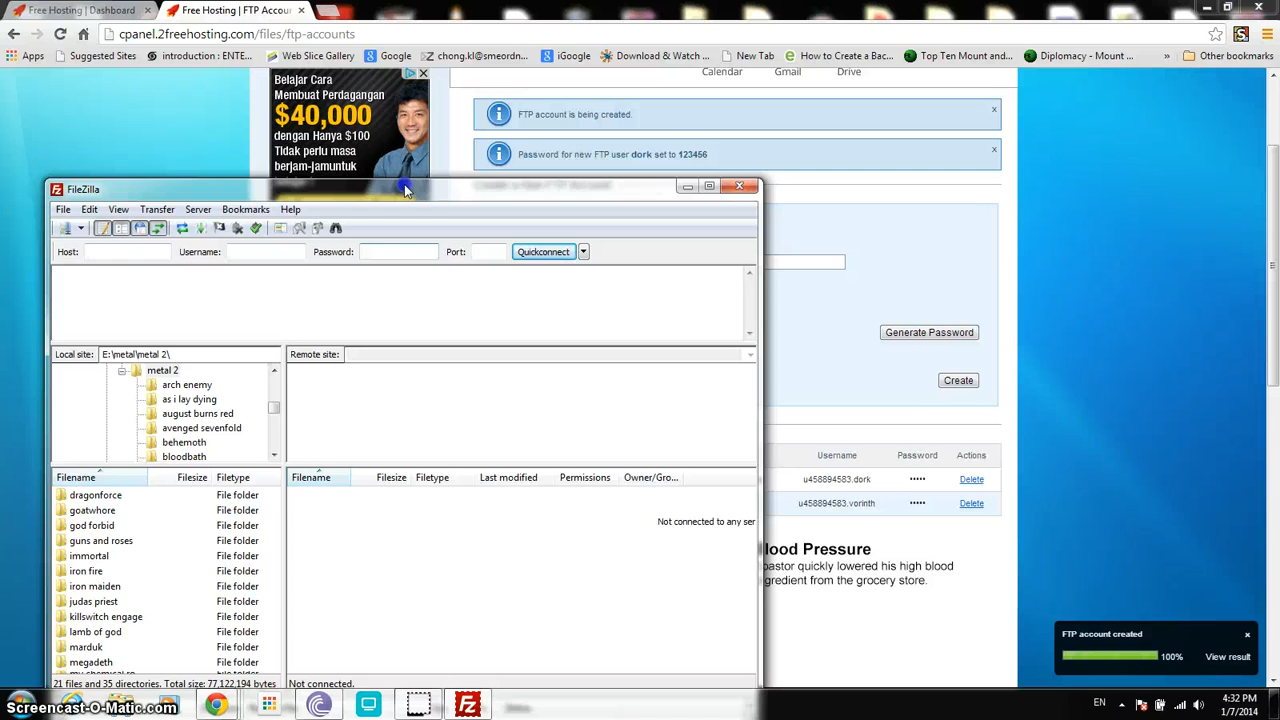 Free Hosting | Dashboard
Free Hosting | FTP Accou
cpanel.2freehosting.com/files/ftp-accounts
Apps
Suggested Sites
introduction : ENTE...
Web Slice Gallery
Google
chong.kl@smeordn...
iGoogle
Download & Watch ...
New Tab
How to Create a Bac...
Top Ten Mount and...
Diplomacy - Mount ...
»
Other bookmarks
Calendar
Gmail
Drive
Belajar Cara
Membuat Perdagangan
$40,000
dengan Hanya $100
Tidak perlu masa
berjam-jamuntuk
FTP account is being created.
x
Password for new FTP user dork set to 123456
x
FileZilla
File Edit View Transfer Server Bookmarks Help
Host: Username: Password: Port: Quickconnect
Generate Password
Create
Local site: E:\metal\metal 2\
Remote site:
metal 2
arch enemy
as i lay dying
august burns red
avenged sevenfold
behemoth
bloodbath
Username Password Actions
u458894583.dork ••••• Delete
u458894583.vorinth ••••• Delete
Filename Filesize Filetype
Filename Filesize Filetype Last modified Permissions Owner/Gro...
dragonforce File folder
goatwhore File folder
god forbid File folder
guns and roses File folder
immortal File folder
iron fire File folder
iron maiden File folder
judas priest File folder
killswitch engage File folder
lamb of god File folder
marduk File folder
megadeth File folder
Not connected to any ser
lood Pressure
pastor quickly lowered his high blood
gredient from the grocery store.
FTP account created
x
100% View result
21 files and 35 directories. Total size: 77,122,194 bytes
Not connected.
Screencast-O-Matic.com
EN
4:32 PM
1/7/2014